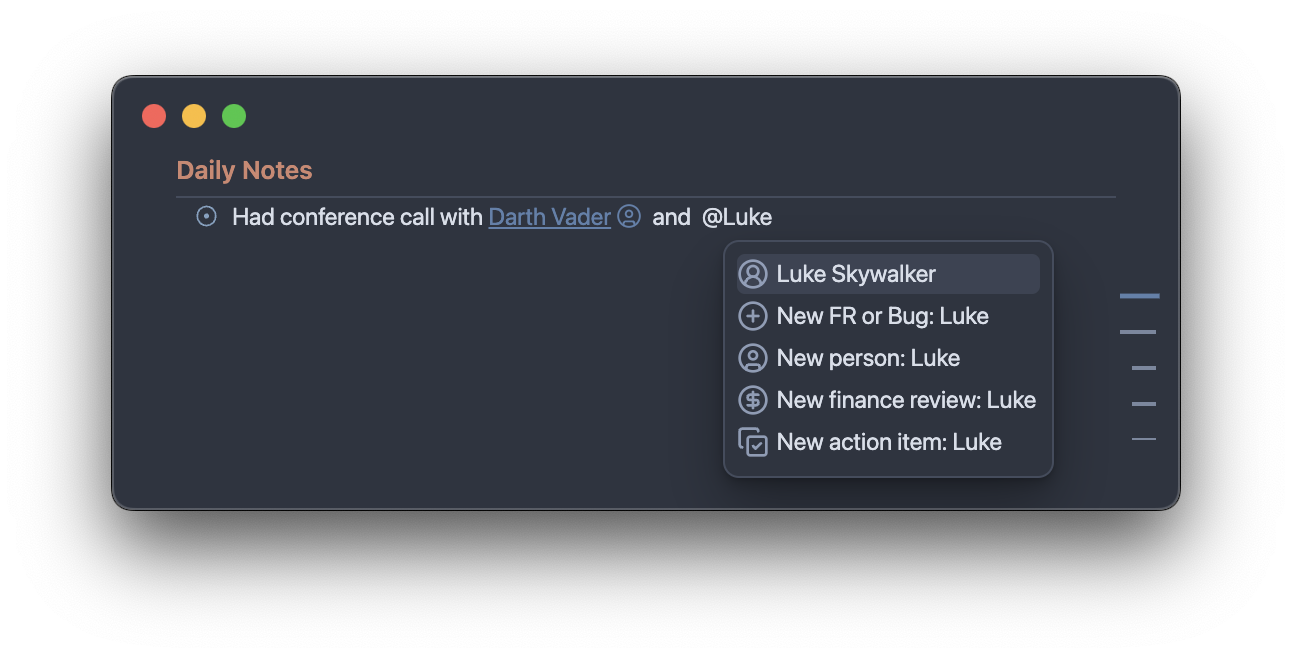 Daily Notes
Had conference call with Darth Vader and @Luke
Luke Skywalker
New FR or Bug: Luke
New person: Luke
New finance review: Luke
New action item: Luke